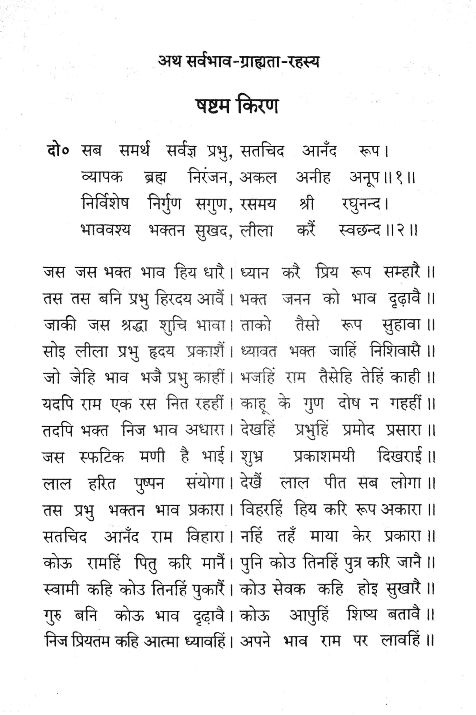 अथ सर्वभाव-ग्राह्यता-रहस्य
षष्टम किरण
दो० सब समर्थ सर्वज्ञ प्रभु, सतचिद आनँद रूप।
व्यापक ब्रह्म निरंजन, अकल अनीह अनूप॥१॥
निर्विशेष निर्गुण सगुण, रसमय श्री रघुनन्द।
भाववश्य भक्तन सुखद, लीला करैं स्वछन्द॥२॥
जस जस भक्त भाव हिय धारै। ध्यान करै प्रिय रूप सम्हारै॥
तस तस बनि प्रभु हिरदय आवैं। भक्त जनन को भाव दृढ़ावै॥
जाकी जस श्रद्धा शुचि भावा। ताको तैसो रूप सुहावा॥
सोइ लीला प्रभु हृदय प्रकाशैं। ध्यावत भक्त जाहिं निशिवासै॥
जो जेहि भाव भजै प्रभु काहीं। भजहिं राम तैसेहि तेहिं काही॥
यदपि राम एक रस नित रहहीं। काहू के गुण दोष न गहहीं॥
तदपि भक्त निज भाव अधारा। देखहिं प्रभुहिं प्रमोद प्रसारा॥
जस स्फटिक मणी है भाई। शुभ्र प्रकाशमयी दिखराई॥
लाल हरित पुष्पन संयोगा। देखैं लाल पीत सब लोगा॥
तस प्रभु भक्तन भाव प्रकारा। विहरहिं हिय करि रूप अकारा॥
सतचिद आनँद राम विहारा। नहिं तहँ माया केर प्रकारा॥
कोऊ रामहिं पितु करि मानैं। पुनि कोउ तिनहिं पुत्र करि जानै॥
स्वामी कहि कोउ तिनहिं पुकारैं। कोउ सेवक कहि होइ सुखारै॥
गुरु बनि कोऊ भाव दृढ़ावै। कोऊ आपुहिं शिष्य बतावै॥
निज प्रियतम कहि आत्मा ध्यावहिं। अपने भाव राम पर लावहिं॥